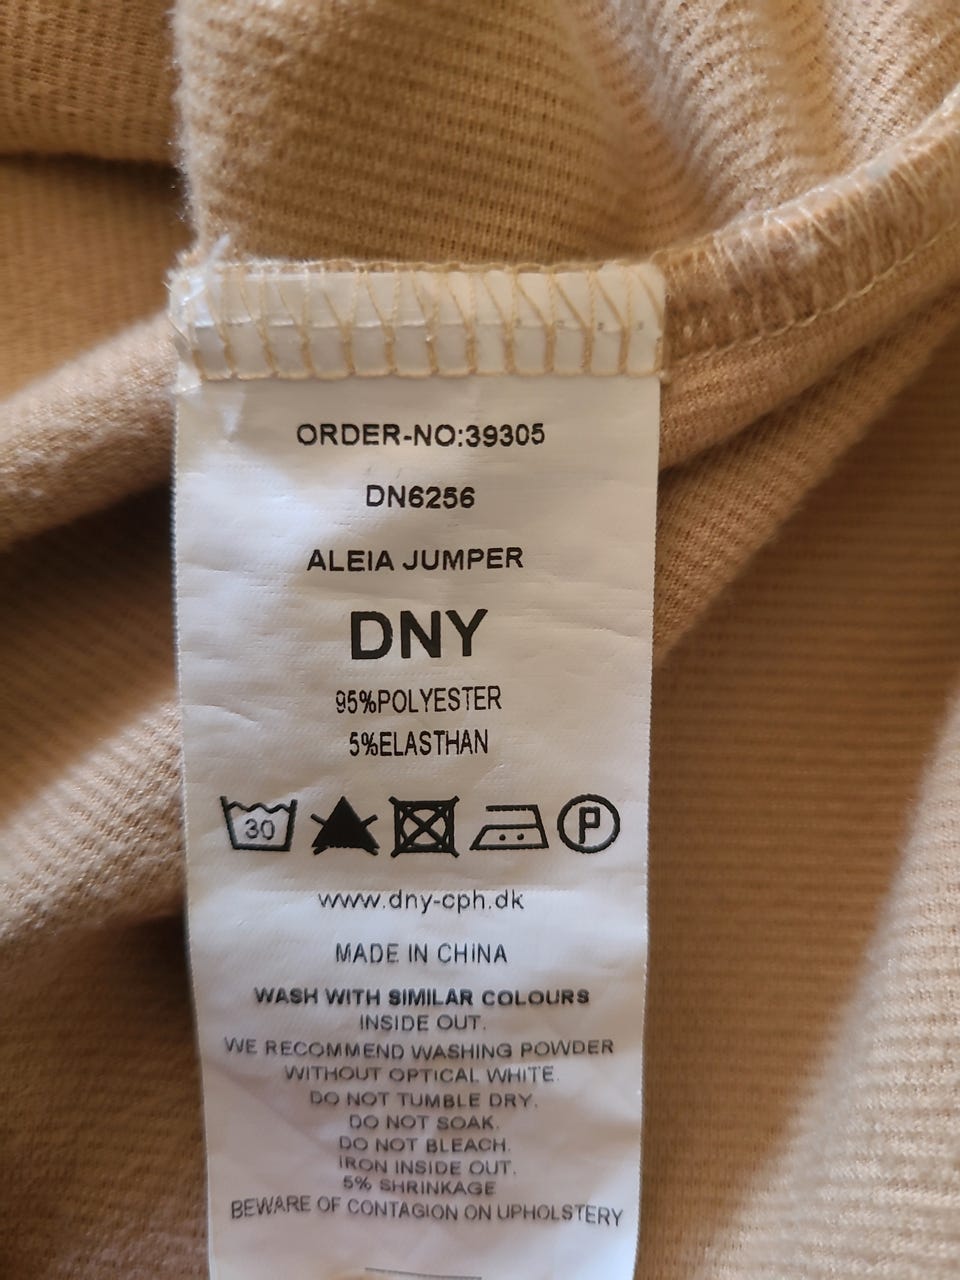 ORDER-NO:39305
DN6256
ALEIA JUMPER
DNY
95%POLYESTER
5%ELASTHAN
30 P
www.dny-cph.dk
MADE IN CHINA
WASH WITH SIMILAR COLOURS
INSIDE OUT.
WE RECOMMEND WASHING POWDER
WITHOUT OPTICAL WHITE.
DO NOT TUMBLE DRY.
DO NOT SOAK.
DO NOT BLEACH.
IRON INSIDE OUT.
5% SHRINKAGE
BEWARE OF CONTAGION ON UPHOLSTERY